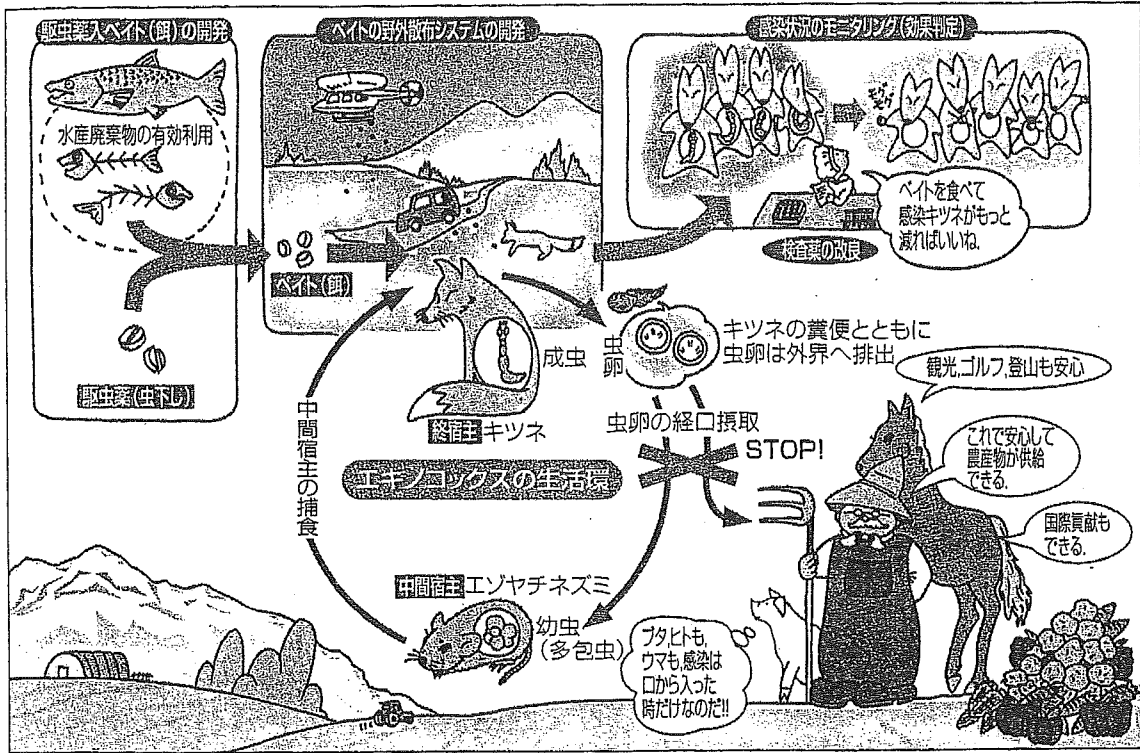 駆虫薬入ベイト(餌)の開発
水産廃棄物の有効利用
駆虫薬(虫下し)
ベイトの野外散布システムの開発
ベイト(餌)
感染状況のモニタリング(効果判定)
モグモグ
ベイトを食べて
感染キツネがもっと
減ればいいね.
検査薬の改良
成虫
終宿主キツネ
虫卵
キツネの糞便とともに
虫卵は外界へ排出
虫卵の経口摂取
STOP!
中間宿主の捕食
エキノコックスの生活環
中間宿主エゾヤチネズミ
幼虫
(多包虫)
観光,ゴルフ,登山も安心
これで安心して
農産物が供給
できる.
国際貢献も
できる.
ブタ,ヒトも,
ウマも,感染は
口から入った
時だけなのだ!!